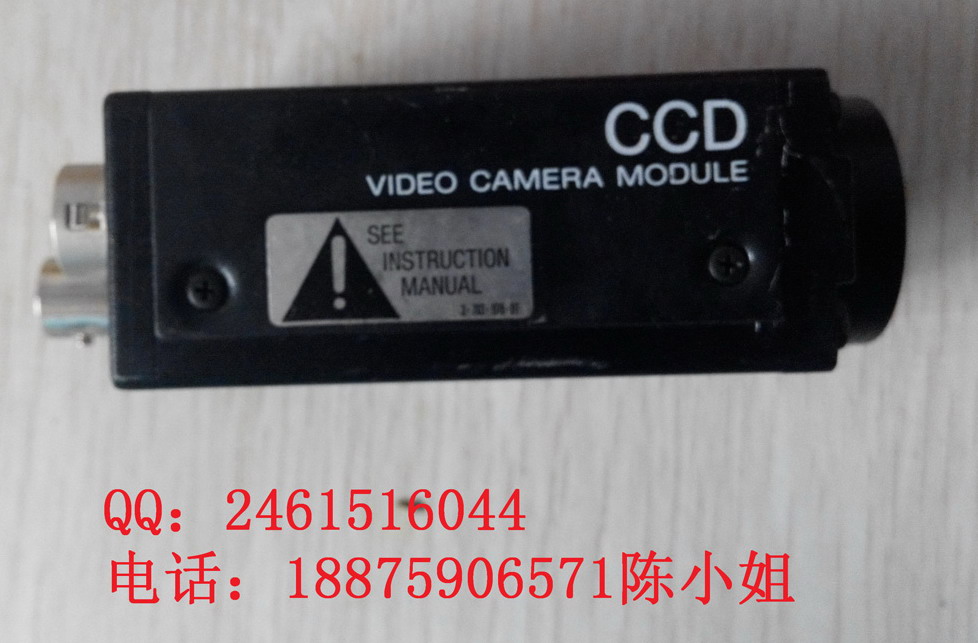 CCD
VIDEO CAMERA MODULE
SEE
INSTRUCTION
MANUAL
QQ：2461516044
电话：18875906571陈小姐